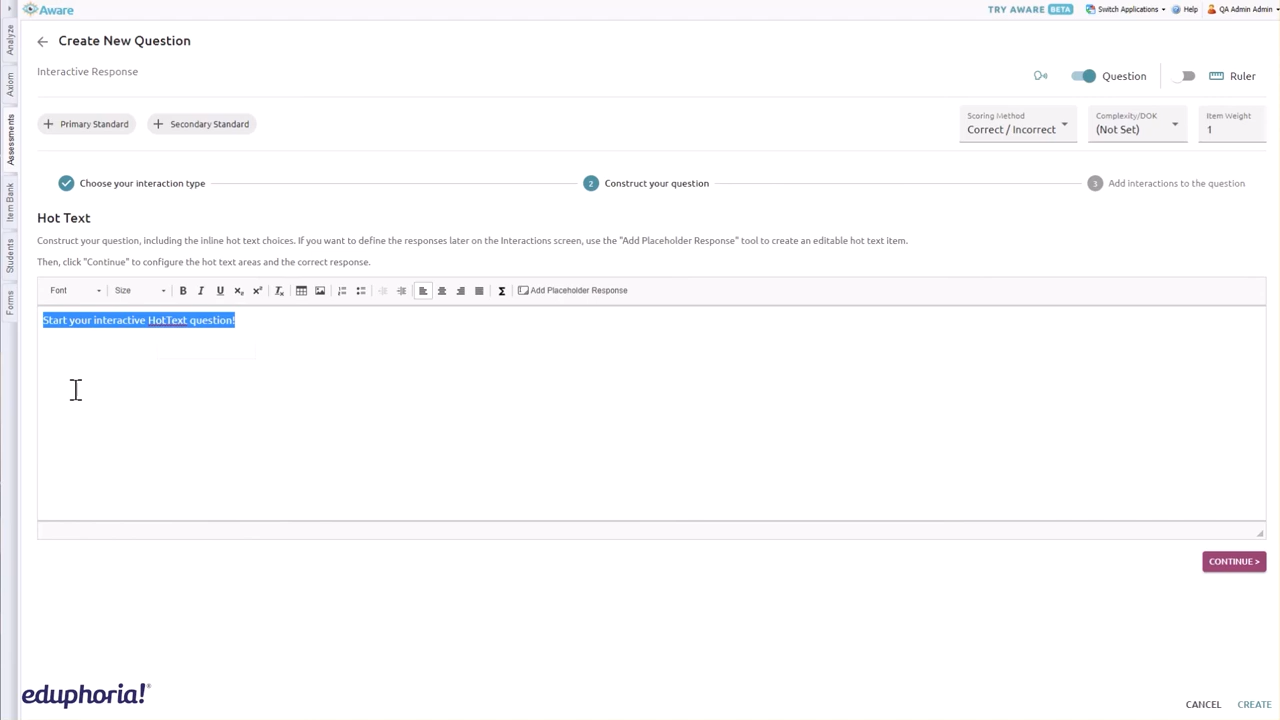 Aware
TRY AWARE BETA
Switch Applications
Help
QA Admin Admin
Analyze
Axiom
Assessments
Item Bank
Students
Forms
Create New Question
Interactive Response
Question
Ruler
Primary Standard
Secondary Standard
Scoring Method
Correct / Incorrect
Complexity/DOK
(Not Set)
Item Weight
1
Choose your interaction type
2 Construct your question
3 Add interactions to the question
Hot Text
Construct your question, including the inline hot text choices. If you want to define the responses later on the Interactions screen, use the "Add Placeholder Response" tool to create an editable hot text item.
Then, click "Continue" to configure the hot text areas and the correct response.
Font
Size
B I U x₂ x² Tx
Σ
Add Placeholder Response
Start your interactive HotText question!
CONTINUE >
eduphoria!®
CANCEL
CREATE